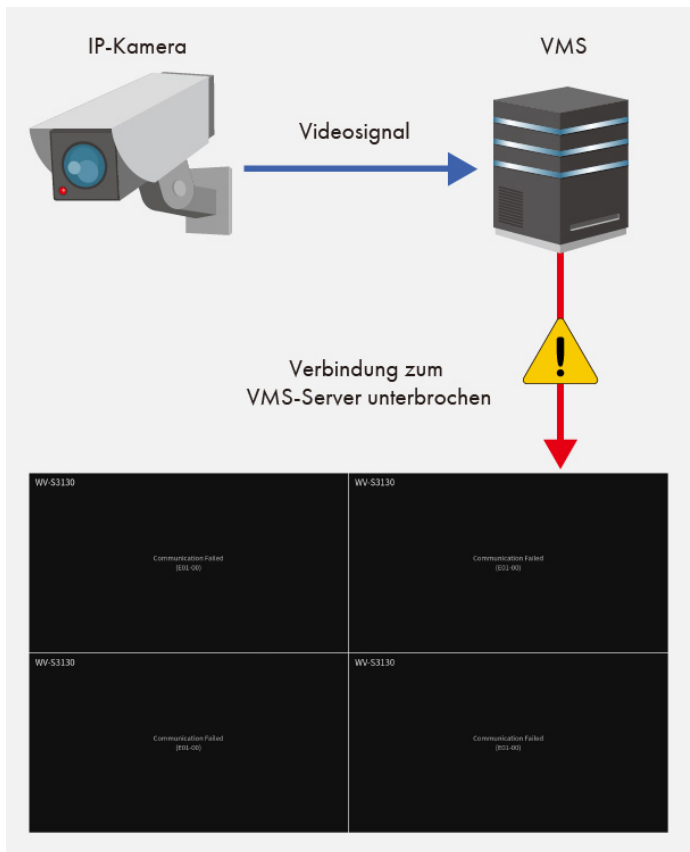 IP-Kamera
VMS
Videosignal
Verbindung zum
VMS-Server unterbrochen
WV-S3130
WV-S3130
Communication Failed
(E01-00)
Communication Failed
(E01-00)
WV-S3130
WV-S3130
Communication Failed
(E01-00)
Communication Failed
(E01-00)